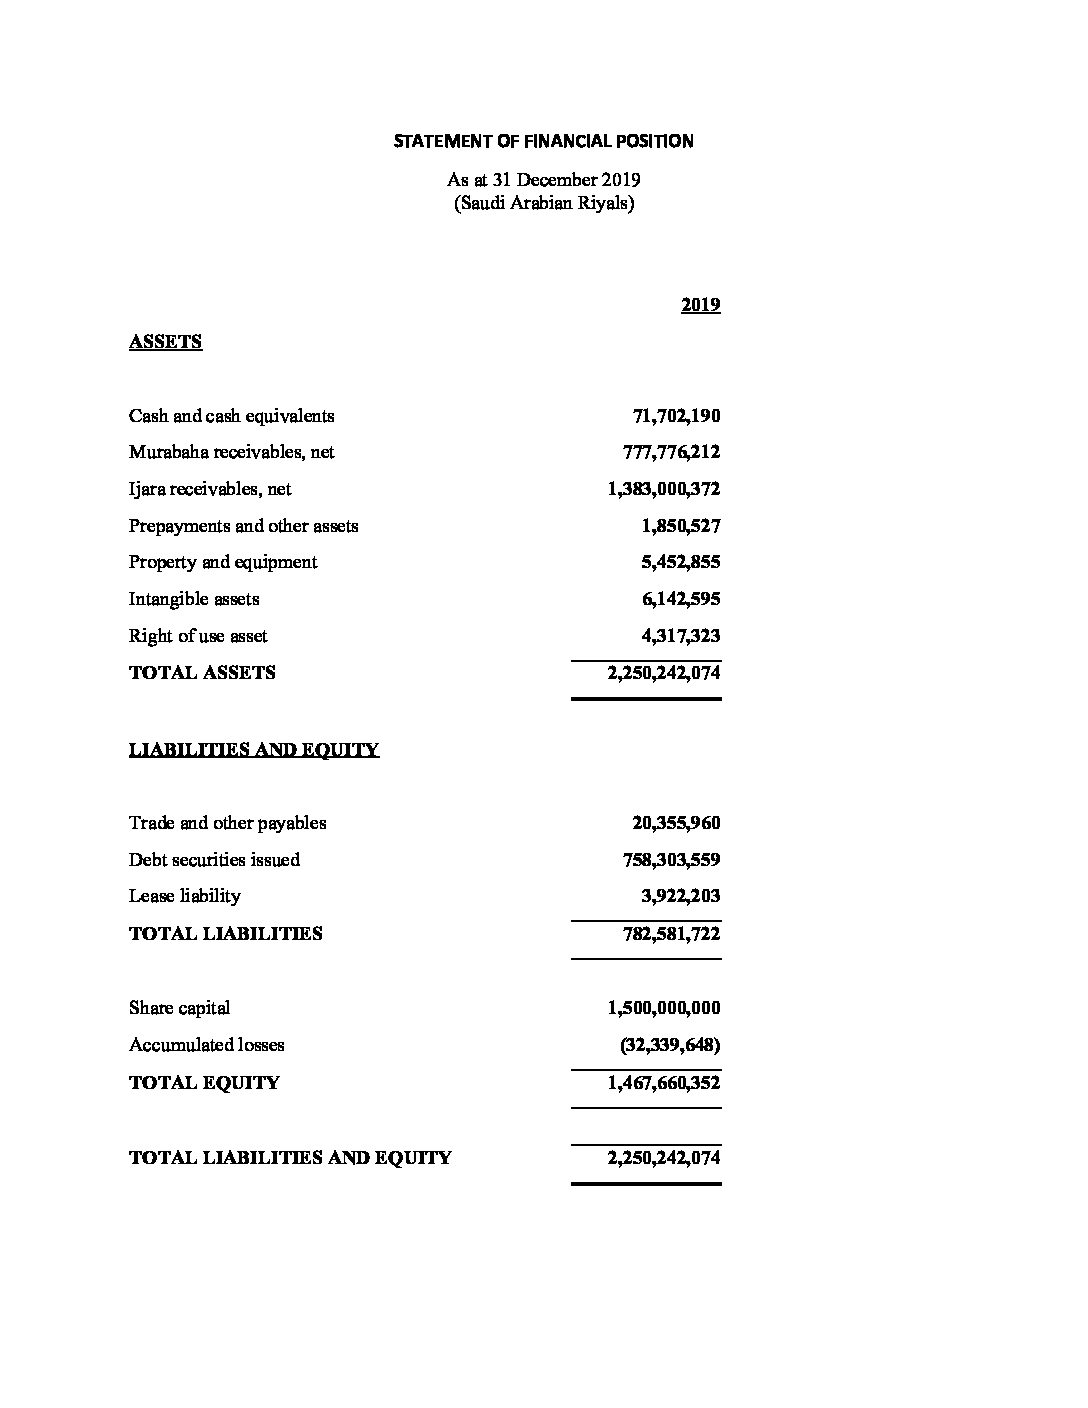 STATEMENT OF FINANCIAL POSITION
As at 31 December 2019
(Saudi Arabian Riyals)
2019
ASSETS
Cash and cash equivalents 71,702,190
Murabaha receivables, net 777,776,212
Ijara receivables, net 1,383,000,372
Prepayments and other assets 1,850,527
Property and equipment 5,452,855
Intangible assets 6,142,595
Right of use asset 4,317,323
TOTAL ASSETS 2,250,242,074
LIABILITIES AND EQUITY
Trade and other payables 20,355,960
Debt securities issued 758,303,559
Lease liability 3,922,203
TOTAL LIABILITIES 782,581,722
Share capital 1,500,000,000
Accumulated losses (32,339,648)
TOTAL EQUITY 1,467,660,352
TOTAL LIABILITIES AND EQUITY 2,250,242,074